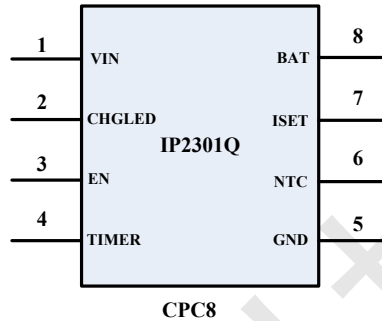 1 VIN BAT 8
2 CHGLED ISET 7
IP2301Q
3 EN NTC 6
4 TIMER GND 5
CPC8